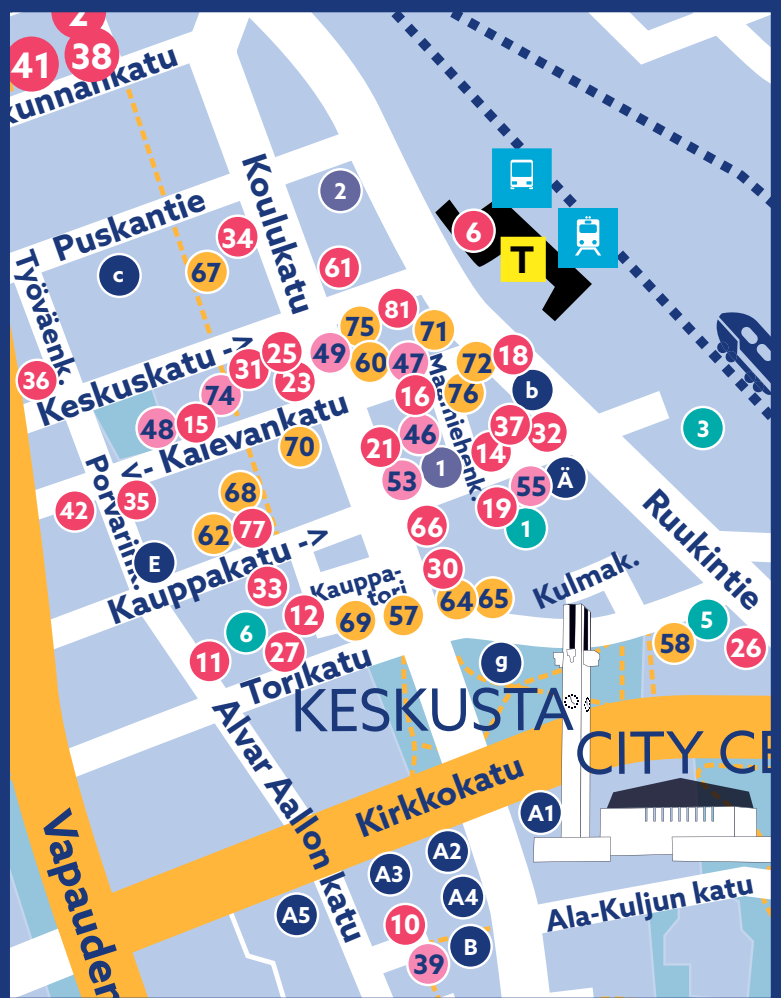 2
41
38
kunnankatu
Koulukatu
2
Puskantie
34
6
T
c
67
61
Työväenk.
81
75
71
Keskuskatu ->
25
49
60
47
72
18
31
36
23
74
16
76
b
Maamiehenk.
48
15
<- Kalevankatu
46
37
32
3
70
21
14
53
1
Ä
55
Porvarink.
68
42
35
19
62
77
66
1
Ruukintie
Kauppakatu ->
E
30
Kulmak.
33
Kauppa-
tori
64
65
12
69
57
6
5
27
58
26
11
g
Torikatu
KESKUSTA
Alvar Aallon katu
CITY CE
Kirkkokatu
A1
Vapauden
A2
A3
A4
Ala-Kuljun katu
A5
10
B
39